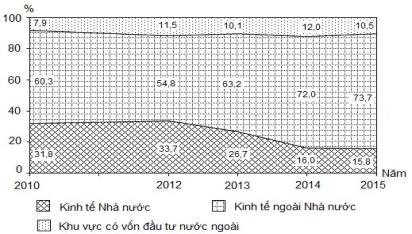 %
100 7,9 11,5 10,1 12,0 10,5
80
60 60,3 54,8 63,2 72,0 73,7
40
20 31,8 33,7 26,7 16,0 15,8
0 Năm
2010 2012 2013 2014 2015
Kinh tế Nhà nước Kinh tế ngoài Nhà nước
Khu vực có vốn đầu tư nước ngoài